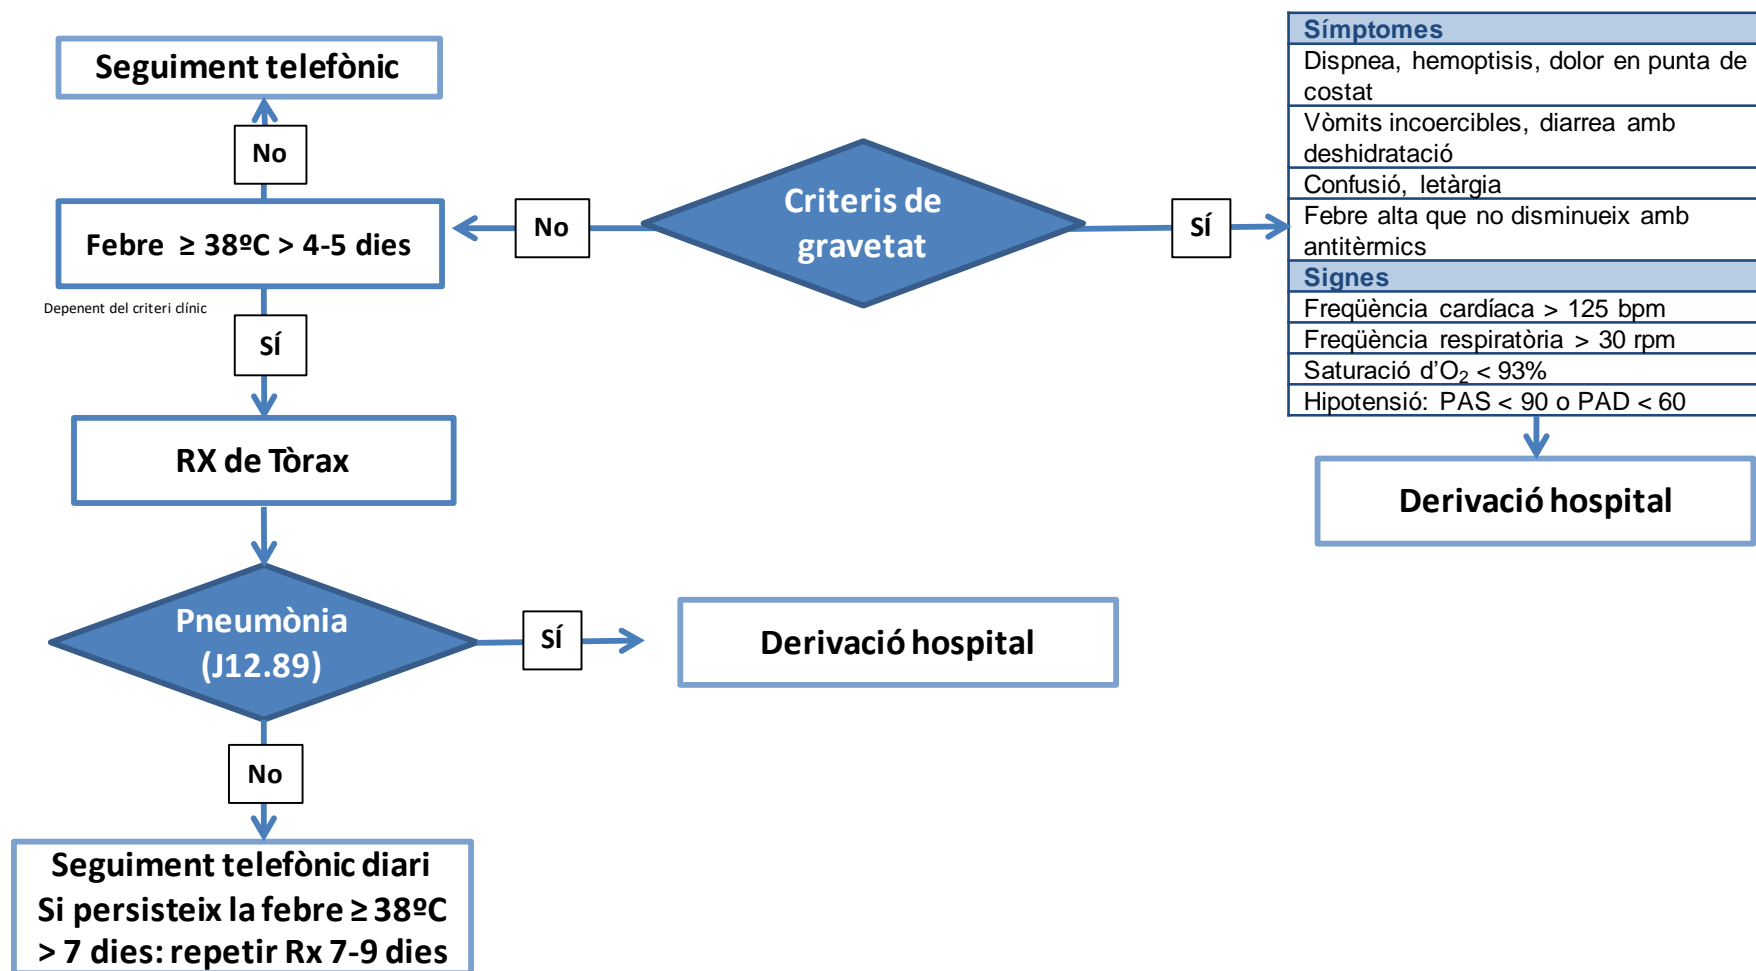 Seguiment telefònic
No
Febre ≥ 38ºC > 4-5 dies
Depenent del criteri clínic
SÍ
RX de Tòrax
Pneumònia
(J12.89)
SÍ
Derivació hospital
No
Seguiment telefònic diari
Si persisteix la febre ≥ 38ºC
> 7 dies: repetir Rx 7-9 dies
No
Criteris de
gravetat
SÍ
Símptomes
Dispnea, hemoptisis, dolor en punta de
costat
Vòmits incoercibles, diarrea amb
deshidratació
Confusió, letàrgia
Febre alta que no disminueix amb
antitèrmics
Signes
Freqüència cardíaca > 125 bpm
Freqüència respiratòria > 30 rpm
Saturació d’O₂ < 93%
Hipotensió: PAS < 90 o PAD < 60
Derivació hospital